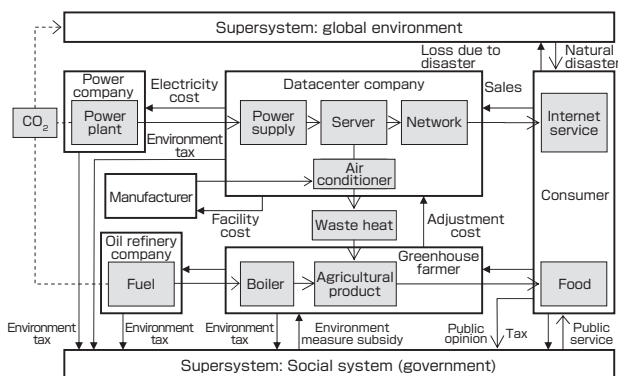 Supersystem: global environment
Loss due to
disaster
Natural
disaster
Power
company
Electricity
cost
Datacenter company
Sales
CO2
Power
plant
Power
supply
Server
Network
Internet
service
Environment
tax
Air
conditioner
Manufacturer
Consumer
Facility
cost
Waste heat
Adjustment
cost
Oil refinery
company
Greenhouse
farmer
Fuel
Boiler
Agricultural
product
Food
Environment
tax
Environment
tax
Environment
tax
Environment
measure subsidy
Public
opinion
Tax
Public
service
Supersystem: Social system (government)